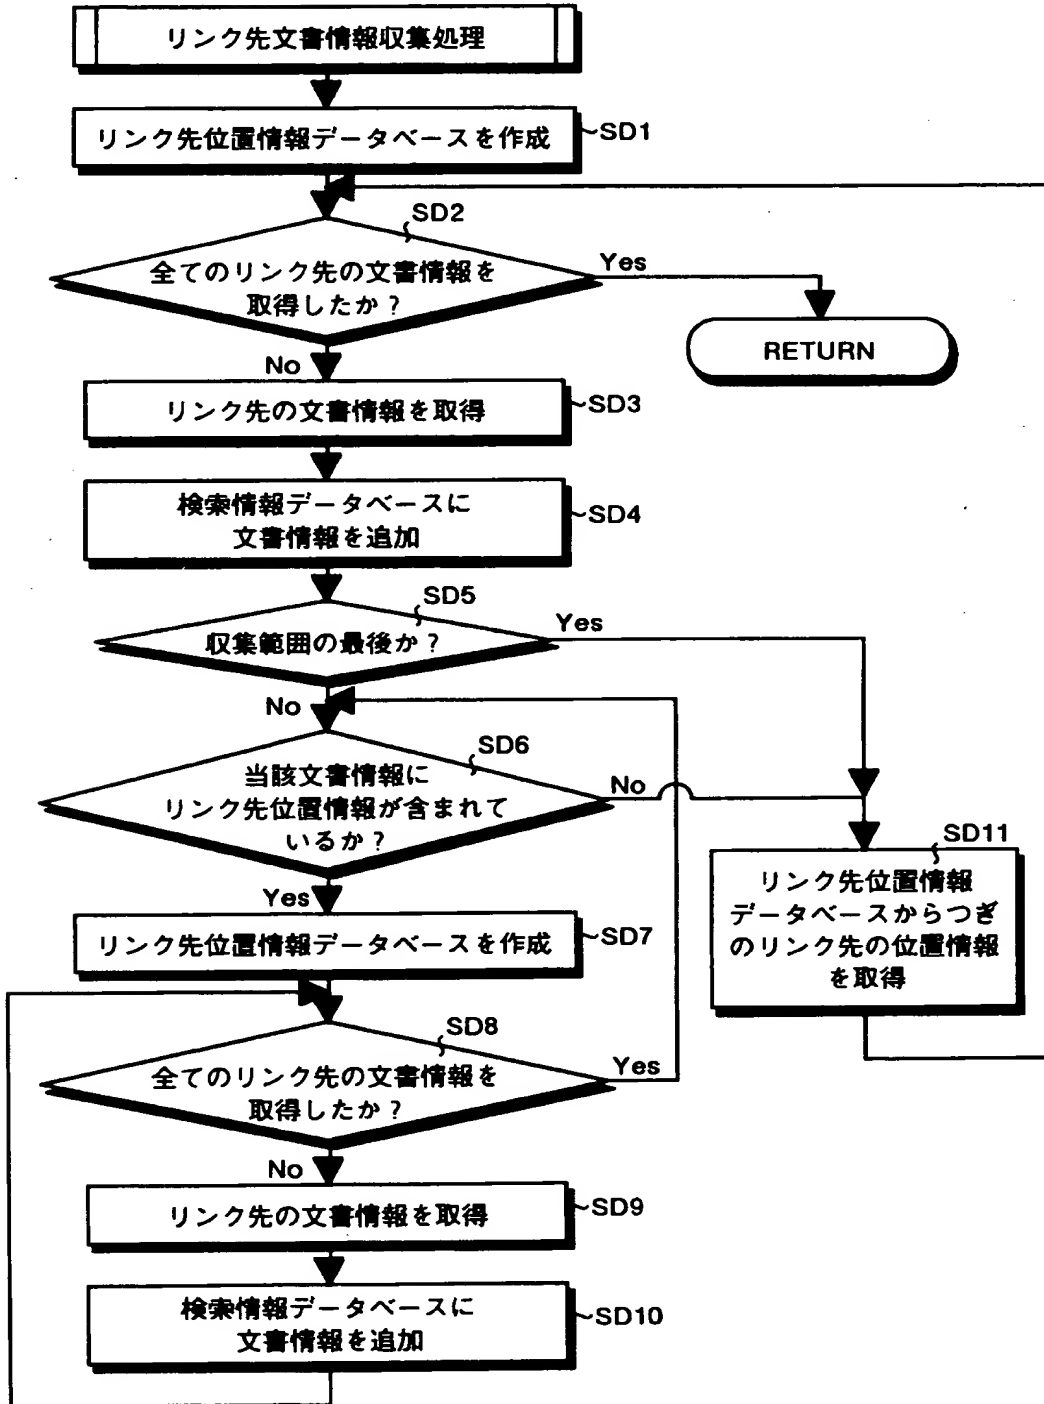 リンク先文書情報収集処理
リンク先位置情報データベースを作成
SD1
SD2
全てのリンク先の文書情報を
取得したか？
Yes
RETURN
No
リンク先の文書情報を取得
SD3
検索情報データベースに
文書情報を追加
SD4
SD5
収集範囲の最後か？
Yes
No
SD6
当該文書情報に
リンク先位置情報が含まれて
いるか？
No
SD11
リンク先位置情報
データベースからつぎ
のリンク先の位置情報
を取得
Yes
リンク先位置情報データベースを作成
SD7
SD8
全てのリンク先の文書情報を
取得したか？
Yes
No
リンク先の文書情報を取得
SD9
検索情報データベースに
文書情報を追加
SD10